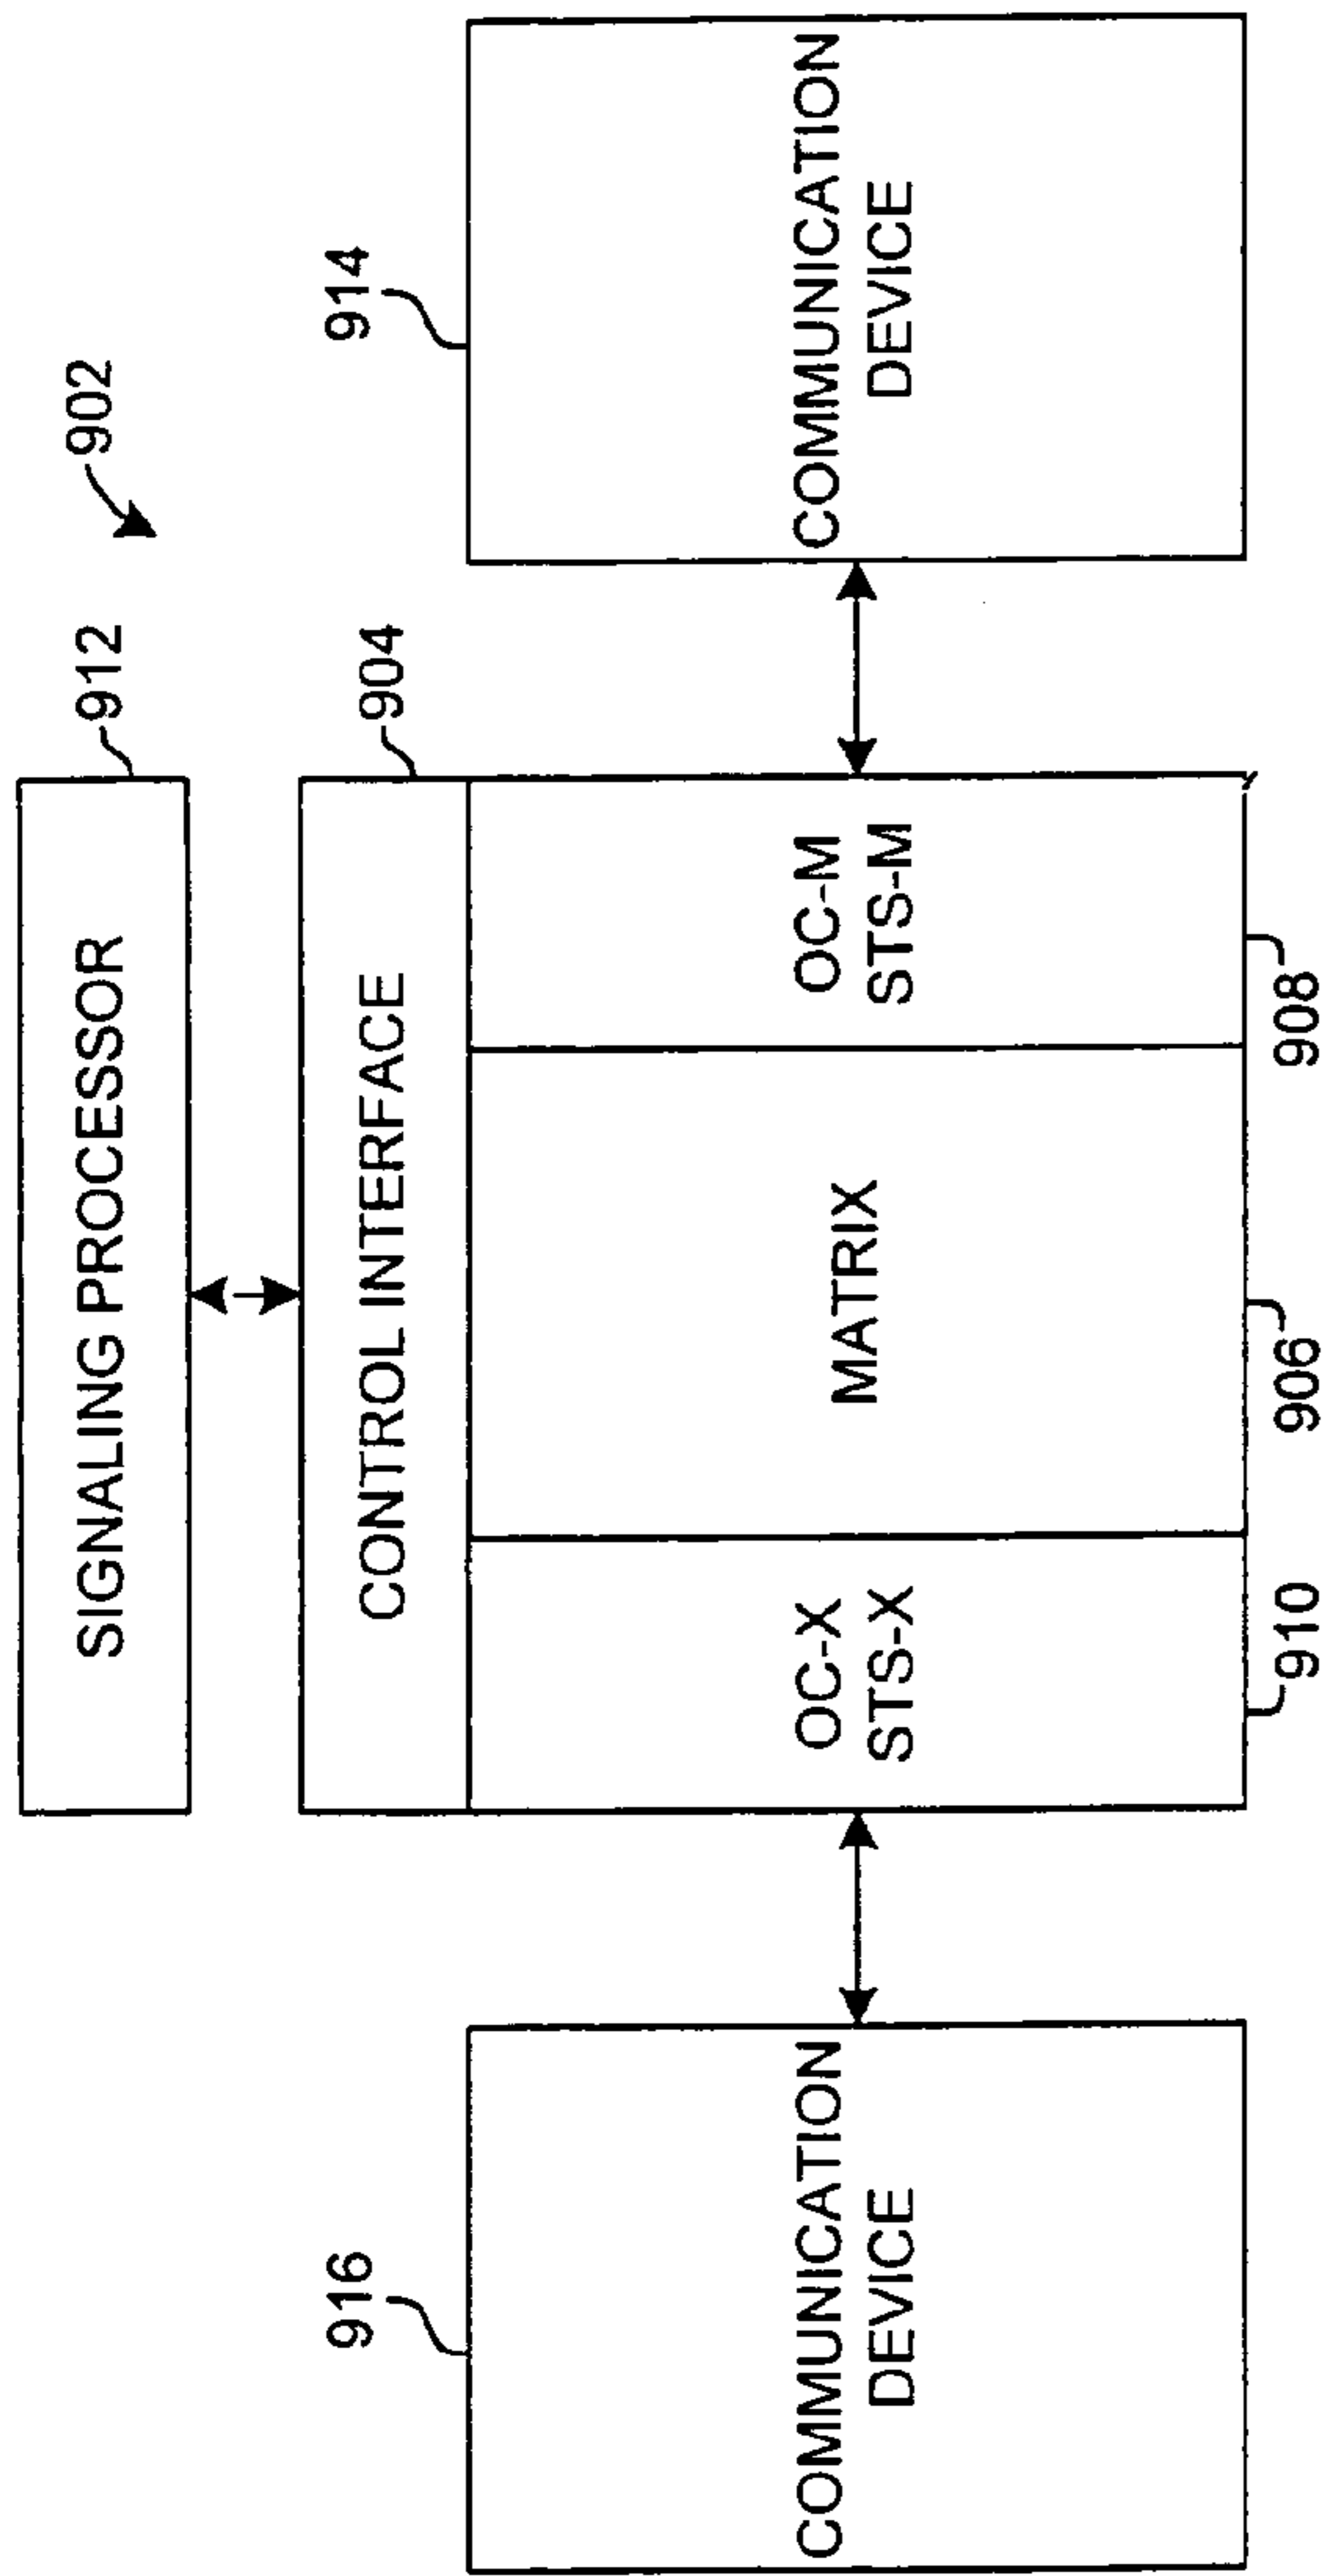 902
SIGNALING PROCESSOR
912
916
CONTROL INTERFACE
904
914
COMMUNICATION
DEVICE
OC-X
STS-X
MATRIX
OC-M
STS-M
COMMUNICATION
DEVICE
910
906
908